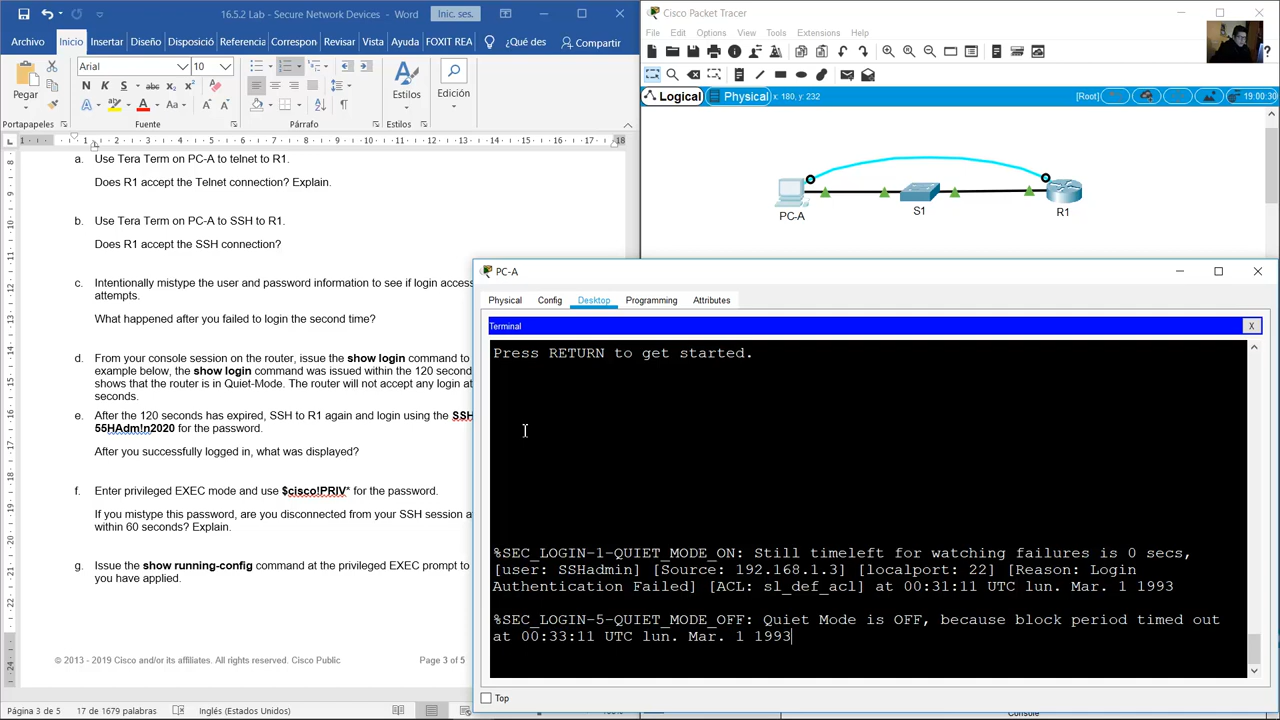 16.5.2 Lab - Secure Network Devices - Word
Inic. ses.
Archivo
Inicio
Insertar
Diseño
Disposició
Referencia
Correspon
Revisar
Vista
Ayuda
FOXIT REA
¿Qué des
Compartir
Pegar
Arial
10
N K S abc x₂ x²
Aa
Estilos
Edición
Portapapeles
Fuente
Párrafo
Estilos
a. Use Tera Term on PC-A to telnet to R1.
Does R1 accept the Telnet connection? Explain.
b. Use Tera Term on PC-A to SSH to R1.
Does R1 accept the SSH connection?
c. Intentionally mistype the user and password information to see if login access
attempts.
What happened after you failed to login the second time?
d. From your console session on the router, issue the show login command to
example below, the show login command was issued within the 120 second
shows that the router is in Quiet-Mode. The router will not accept any login at
seconds.
e. After the 120 seconds has expired, SSH to R1 again and login using the SSH
55HAdm!n2020 for the password.
After you successfully logged in, what was displayed?
f. Enter privileged EXEC mode and use $cisco!PRIV* for the password.
If you mistype this password, are you disconnected from your SSH session a
within 60 seconds? Explain.
g. Issue the show running-config command at the privileged EXEC prompt to
you have applied.
© 2013 - 2019 Cisco and/or its affiliates. All rights reserved. Cisco Public
Page 3 of 5
Página 3 de 5
17 de 1679 palabras
Inglés (Estados Unidos)
Cisco Packet Tracer
File Edit Options View Tools Extensions Help
Logical
Physical
x: 180, y: 232
[Root]
19:00:30
PC-A
S1
R1
PC-A
Physical
Config
Desktop
Programming
Attributes
Terminal
X
Press RETURN to get started.
%SEC_LOGIN-1-QUIET_MODE_ON: Still timeleft for watching failures is 0 secs,
[user: SSHadmin] [Source: 192.168.1.3] [localport: 22] [Reason: Login
Authentication Failed] [ACL: sl_def_acl] at 00:31:11 UTC lun. Mar. 1 1993
%SEC_LOGIN-5-QUIET_MODE_OFF: Quiet Mode is OFF, because block period timed out
at 00:33:11 UTC lun. Mar. 1 1993
Top
Console